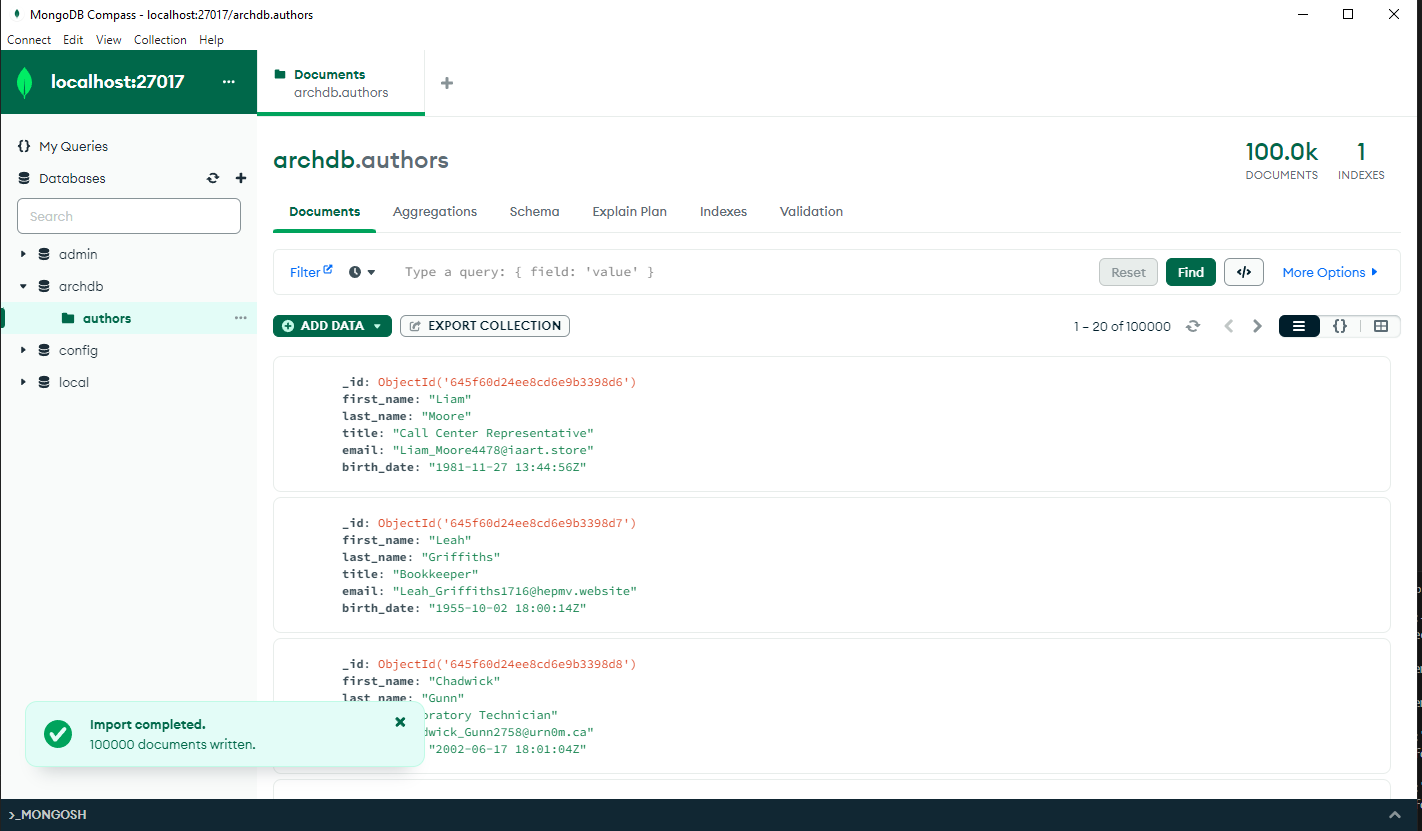 MongoDB Compass - localhost:27017/archdb.authors
Connect Edit View Collection Help
localhost:27017 ...
Documents
archdb.authors
+
{} My Queries
Databases
Search
admin
archdb
authors ...
config
local
archdb.authors
100.0k
DOCUMENTS
1
INDEXES
Documents Aggregations Schema Explain Plan Indexes Validation
Filter Type a query: { field: 'value' } Reset Find </> More Options
ADD DATA EXPORT COLLECTION 1 – 20 of 100000 {}
_id: ObjectId('645f60d24ee8cd6e9b3398d6')
first_name: "Liam"
last_name: "Moore"
title: "Call Center Representative"
email: "Liam_Moore4478@iaart.store"
birth_date: "1981-11-27 13:44:56Z"
_id: ObjectId('645f60d24ee8cd6e9b3398d7')
first_name: "Leah"
last_name: "Griffiths"
title: "Bookkeeper"
email: "Leah_Griffiths1716@hepmv.website"
birth_date: "1955-10-02 18:00:14Z"
_id: ObjectId('645f60d24ee8cd6e9b3398d8')
first_name: "Chadwick"
last_name: "Gunn"
oratory Technician"
dwick_Gunn2758@urn0m.ca"
"2002-06-17 18:01:04Z"
Import completed.
100000 documents written.
>_MONGOSH